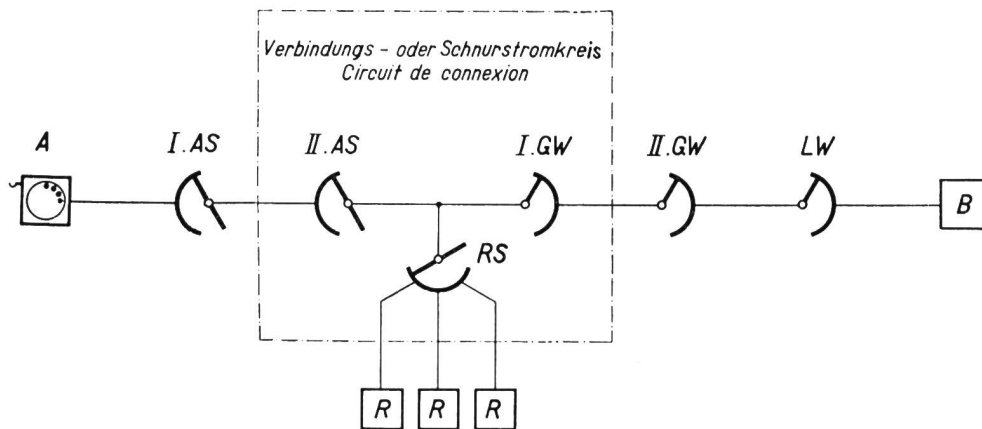 Verbindungs - oder Schnurstromkreis
Circuit de connexion
A
I.AS
II.AS
I.GW
II.GW
LW
B
RS
R
R
R